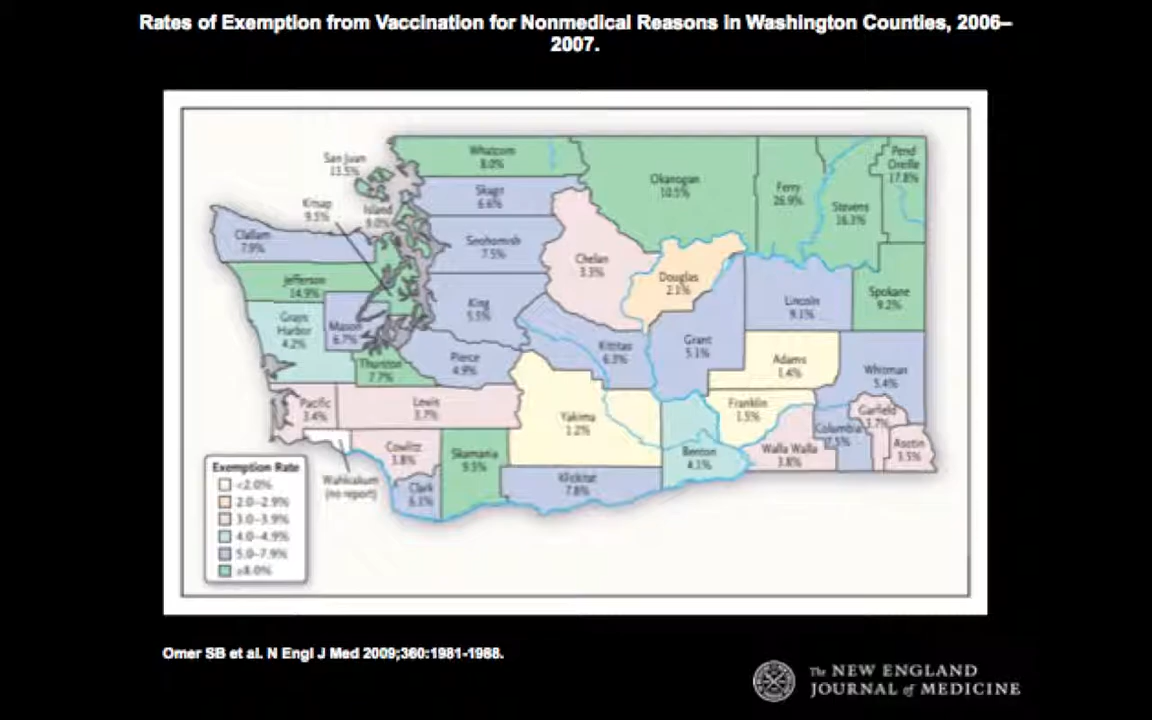 Rates of Exemption from Vaccination for Nonmedical Reasons in Washington Counties, 2006–
2007.
San Juan
13.5%
Whatcom
8.0%
Skagit
6.6%
Okanogan
10.5%
Ferry
26.9%
Stevens
16.3%
Pend
Oreille
17.8%
Kitsap
9.5%
Island
9.0%
Clallam
7.9%
Snohomish
7.5%
Chelan
3.3%
Douglas
2.1%
Jefferson
14.9%
King
5.5%
Lincoln
9.1%
Spokane
9.2%
Grays
Harbor
4.2%
Mason
6.7%
Kittitas
6.3%
Grant
5.1%
Thurston
7.7%
Pierce
4.9%
Adams
1.4%
Whitman
5.4%
Pacific
3.4%
Lewis
3.7%
Yakima
1.2%
Franklin
1.5%
Garfield
3.7%
Columbia
7.5%
Cowlitz
3.8%
Skamania
9.5%
Benton
4.1%
Walla Walla
3.8%
Asotin
3.5%
Wahkiakum
(no report)
Clark
6.1%
Klickitat
7.8%
Exemption Rate
<2.0%
2.0–2.9%
3.0–3.9%
4.0–4.9%
5.0–7.9%
≥8.0%
Omer SB et al. N Engl J Med 2009;360:1981-1988.
The NEW ENGLAND
JOURNAL of MEDICINE